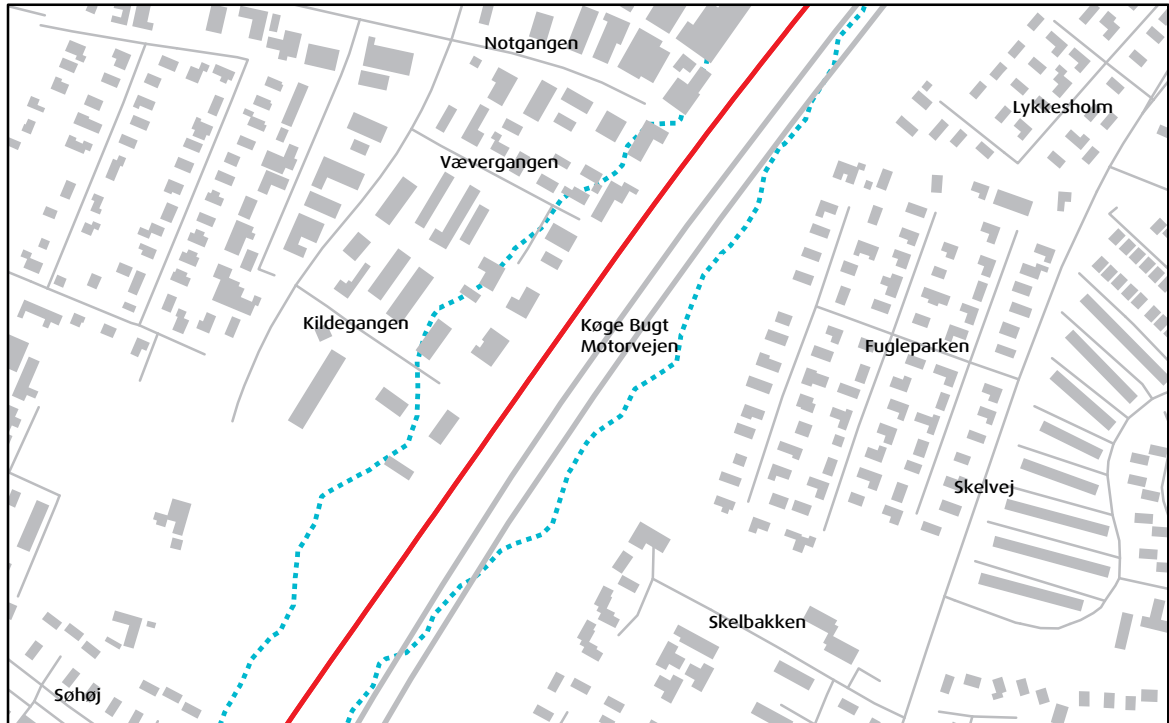 Notgangen
Lykkesholm
Vævergangen
Kildegangen
Køge Bugt
Motorvejen
Fugleparken
Skelvej
Skelbakken
Søhøj